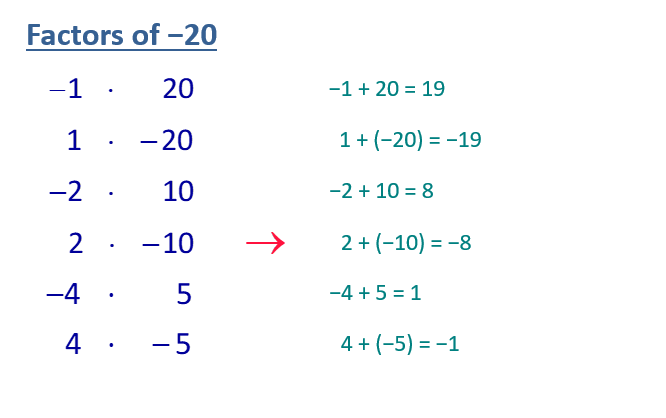 Factors of −20
−1 · 20 −1 + 20 = 19
1 · −20 1 + (−20) = −19
−2 · 10 −2 + 10 = 8
2 · −10 → 2 + (−10) = −8
−4 · 5 −4 + 5 = 1
4 · −5 4 + (−5) = −1